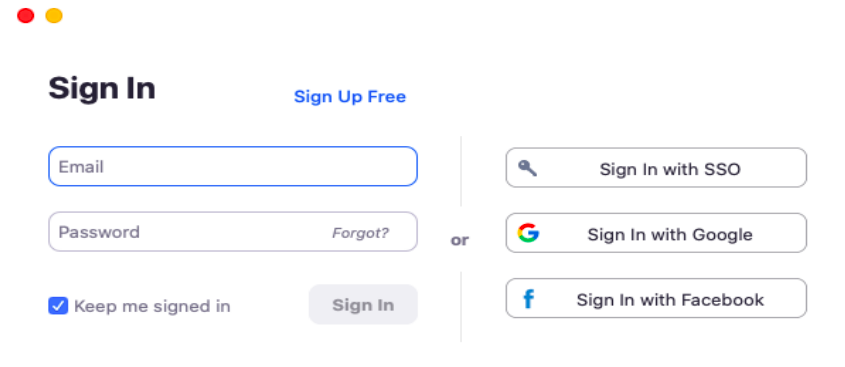 Sign In
Sign Up Free
Email
Password
Forgot?
Keep me signed in
Sign In
or
Sign In with SSO
Sign In with Google
Sign In with Facebook